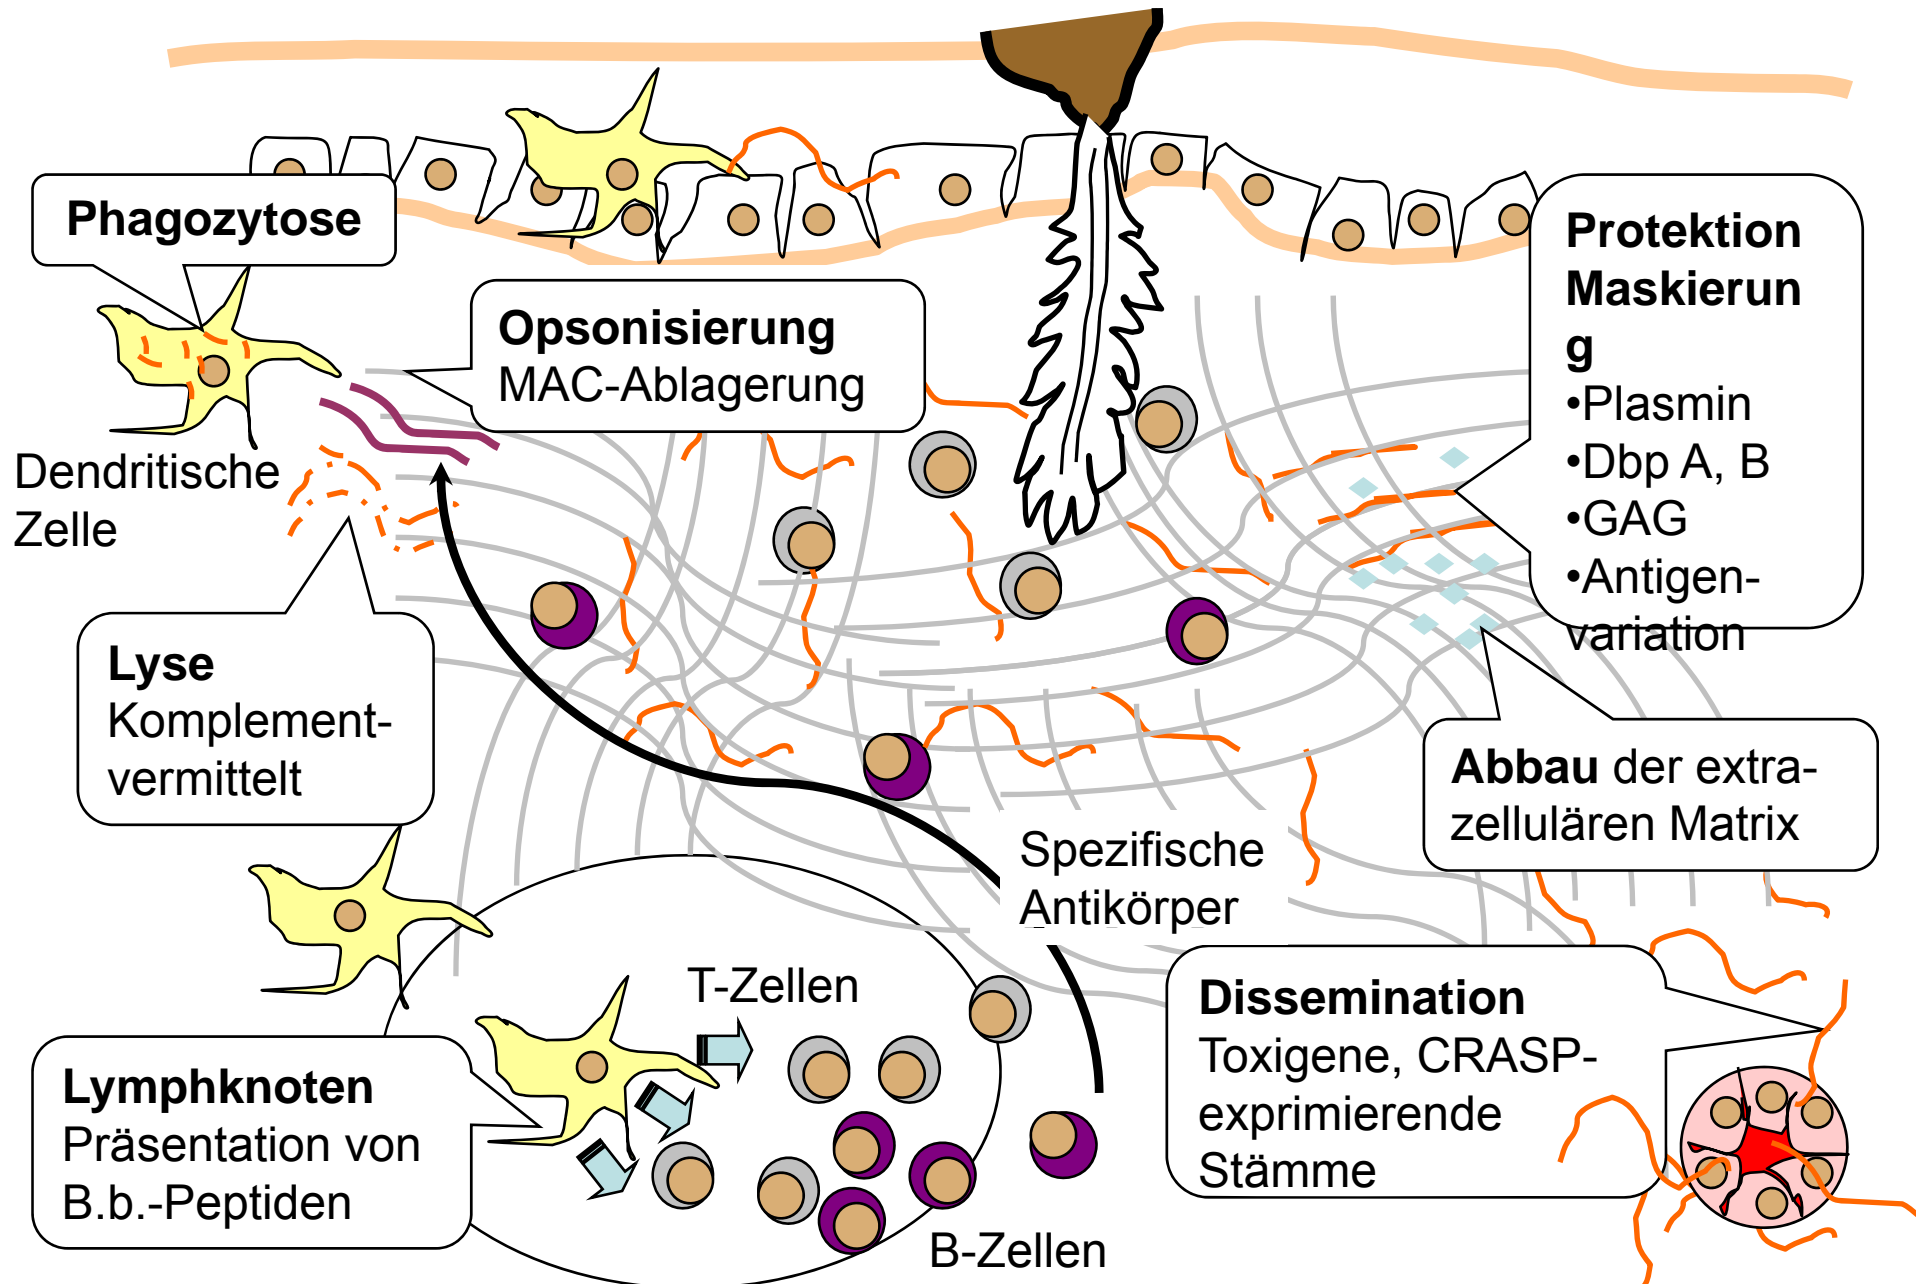 Phagozytose
Opsonisierung
MAC-Ablagerung
Protektion
Maskierun
g
•Plasmin
•Dbp A, B
•GAG
•Antigen-
variation
Dendritische
Zelle
Lyse
Komplement-
vermittelt
Abbau der extra-
zellulären Matrix
Spezifische
Antikörper
T-Zellen
Dissemination
Toxigene, CRASP-
exprimierende
Stämme
Lymphknoten
Präsentation von
B.b.-Peptiden
B-Zellen